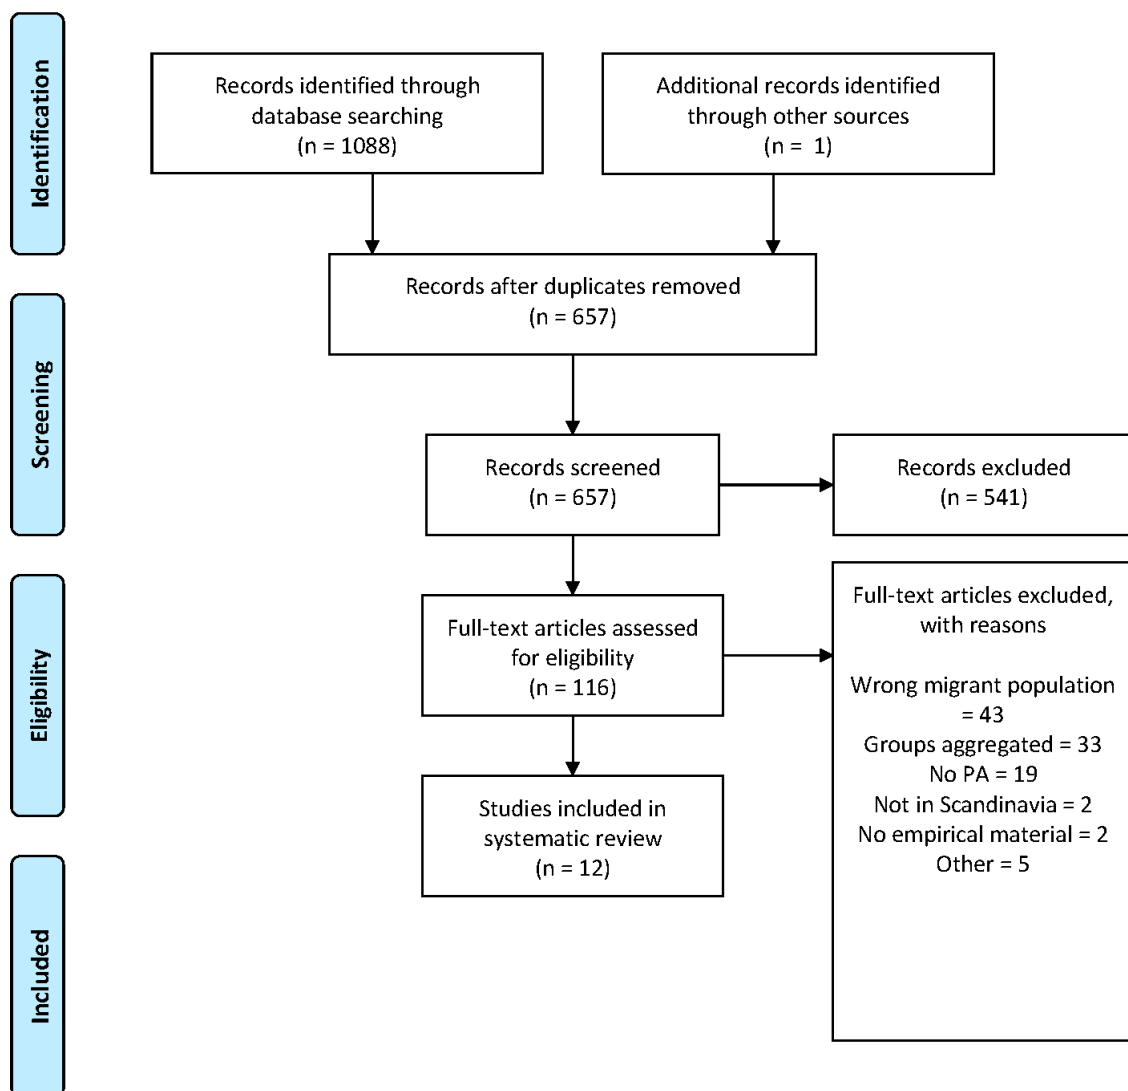 Identification
Records identified through
database searching
(n = 1088)
Additional records identified
through other sources
(n = 1)
Records after duplicates removed
(n = 657)
Screening
Records screened
(n = 657)
Records excluded
(n = 541)
Eligibility
Full-text articles assessed
for eligibility
(n = 116)
Full-text articles excluded,
with reasons
Wrong migrant population
= 43
Groups aggregated = 33
No PA = 19
Not in Scandinavia = 2
No empirical material = 2
Other = 5
Included
Studies included in
systematic review
(n = 12)